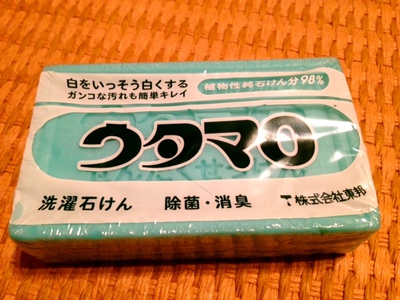 白をいっそう白くする
ガンコな汚れも簡単キレイ
植物性純石けん分98%
ウタマロ
洗濯石けん 除菌・消臭 株式会社東邦